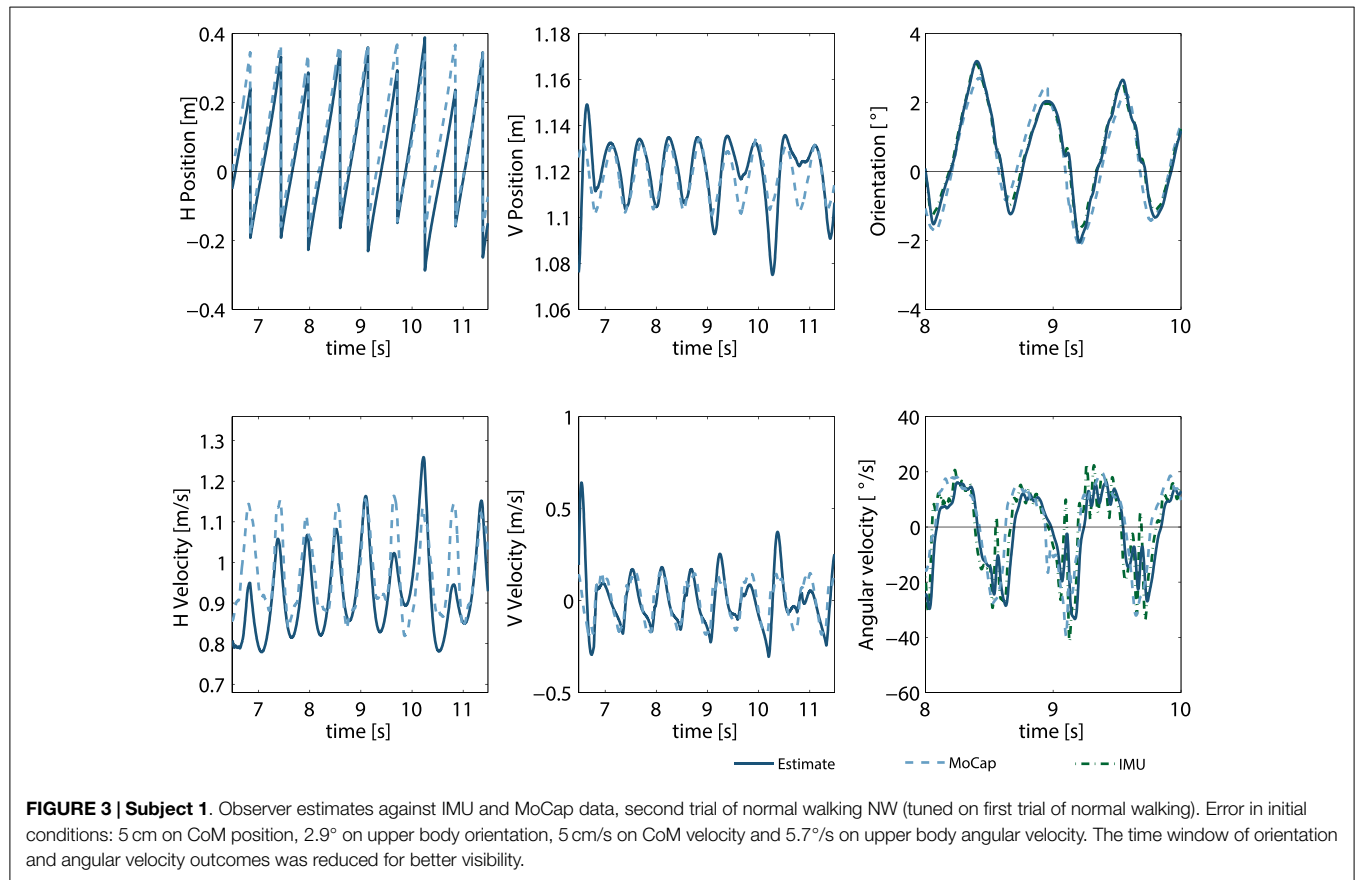 0.4
0.2
0
−0.2
−0.4
H Position [m]
7 8 9 10 11
time [s]
1.18
1.16
1.14
1.12
1.10
1.08
1.06
V Position [m]
7 8 9 10 11
time [s]
4
2
0
−2
−4
Orientation [°]
8 9 10
time [s]
1.3
1.2
1.1
1
0.9
0.8
0.7
H Velocity [m/s]
7 8 9 10 11
time [s]
1
0.5
0
−0.5
V Velocity [m/s]
7 8 9 10 11
time [s]
40
20
0
−20
−40
−60
Angular velocity [°/s]
8 9 10
time [s]
Estimate MoCap IMU
FIGURE 3 | Subject 1. Observer estimates against IMU and MoCap data, second trial of normal walking NW (tuned on first trial of normal walking). Error in initial
conditions: 5 cm on CoM position, 2.9° on upper body orientation, 5 cm/s on CoM velocity and 5.7°/s on upper body angular velocity. The time window of orientation
and angular velocity outcomes was reduced for better visibility.